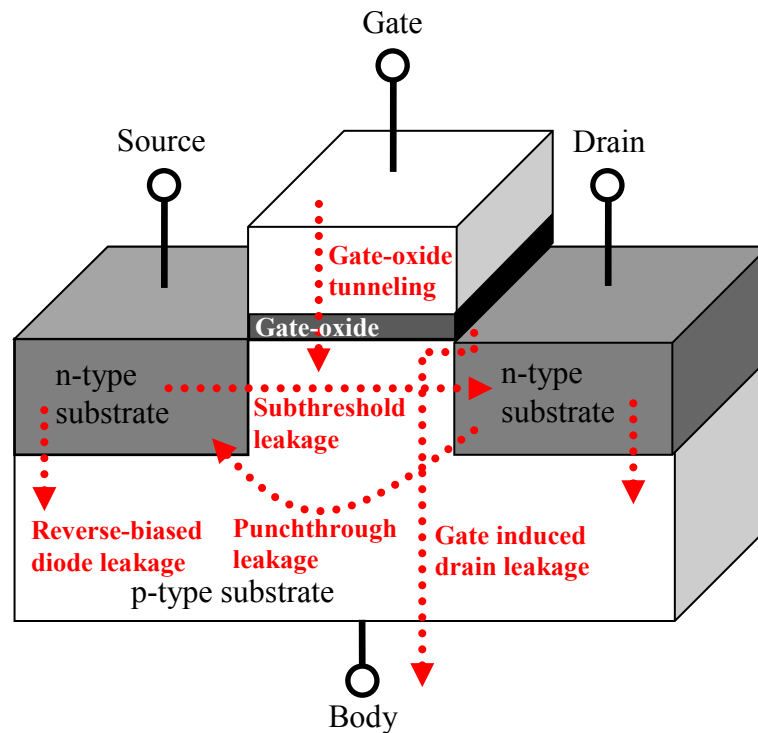 Gate
Source
Drain
Gate-oxide
tunneling
Gate-oxide
n-type
substrate
n-type
substrate
Subthreshold
leakage
Reverse-biased
diode leakage
Punchthrough
leakage
Gate induced
drain leakage
p-type substrate
Body